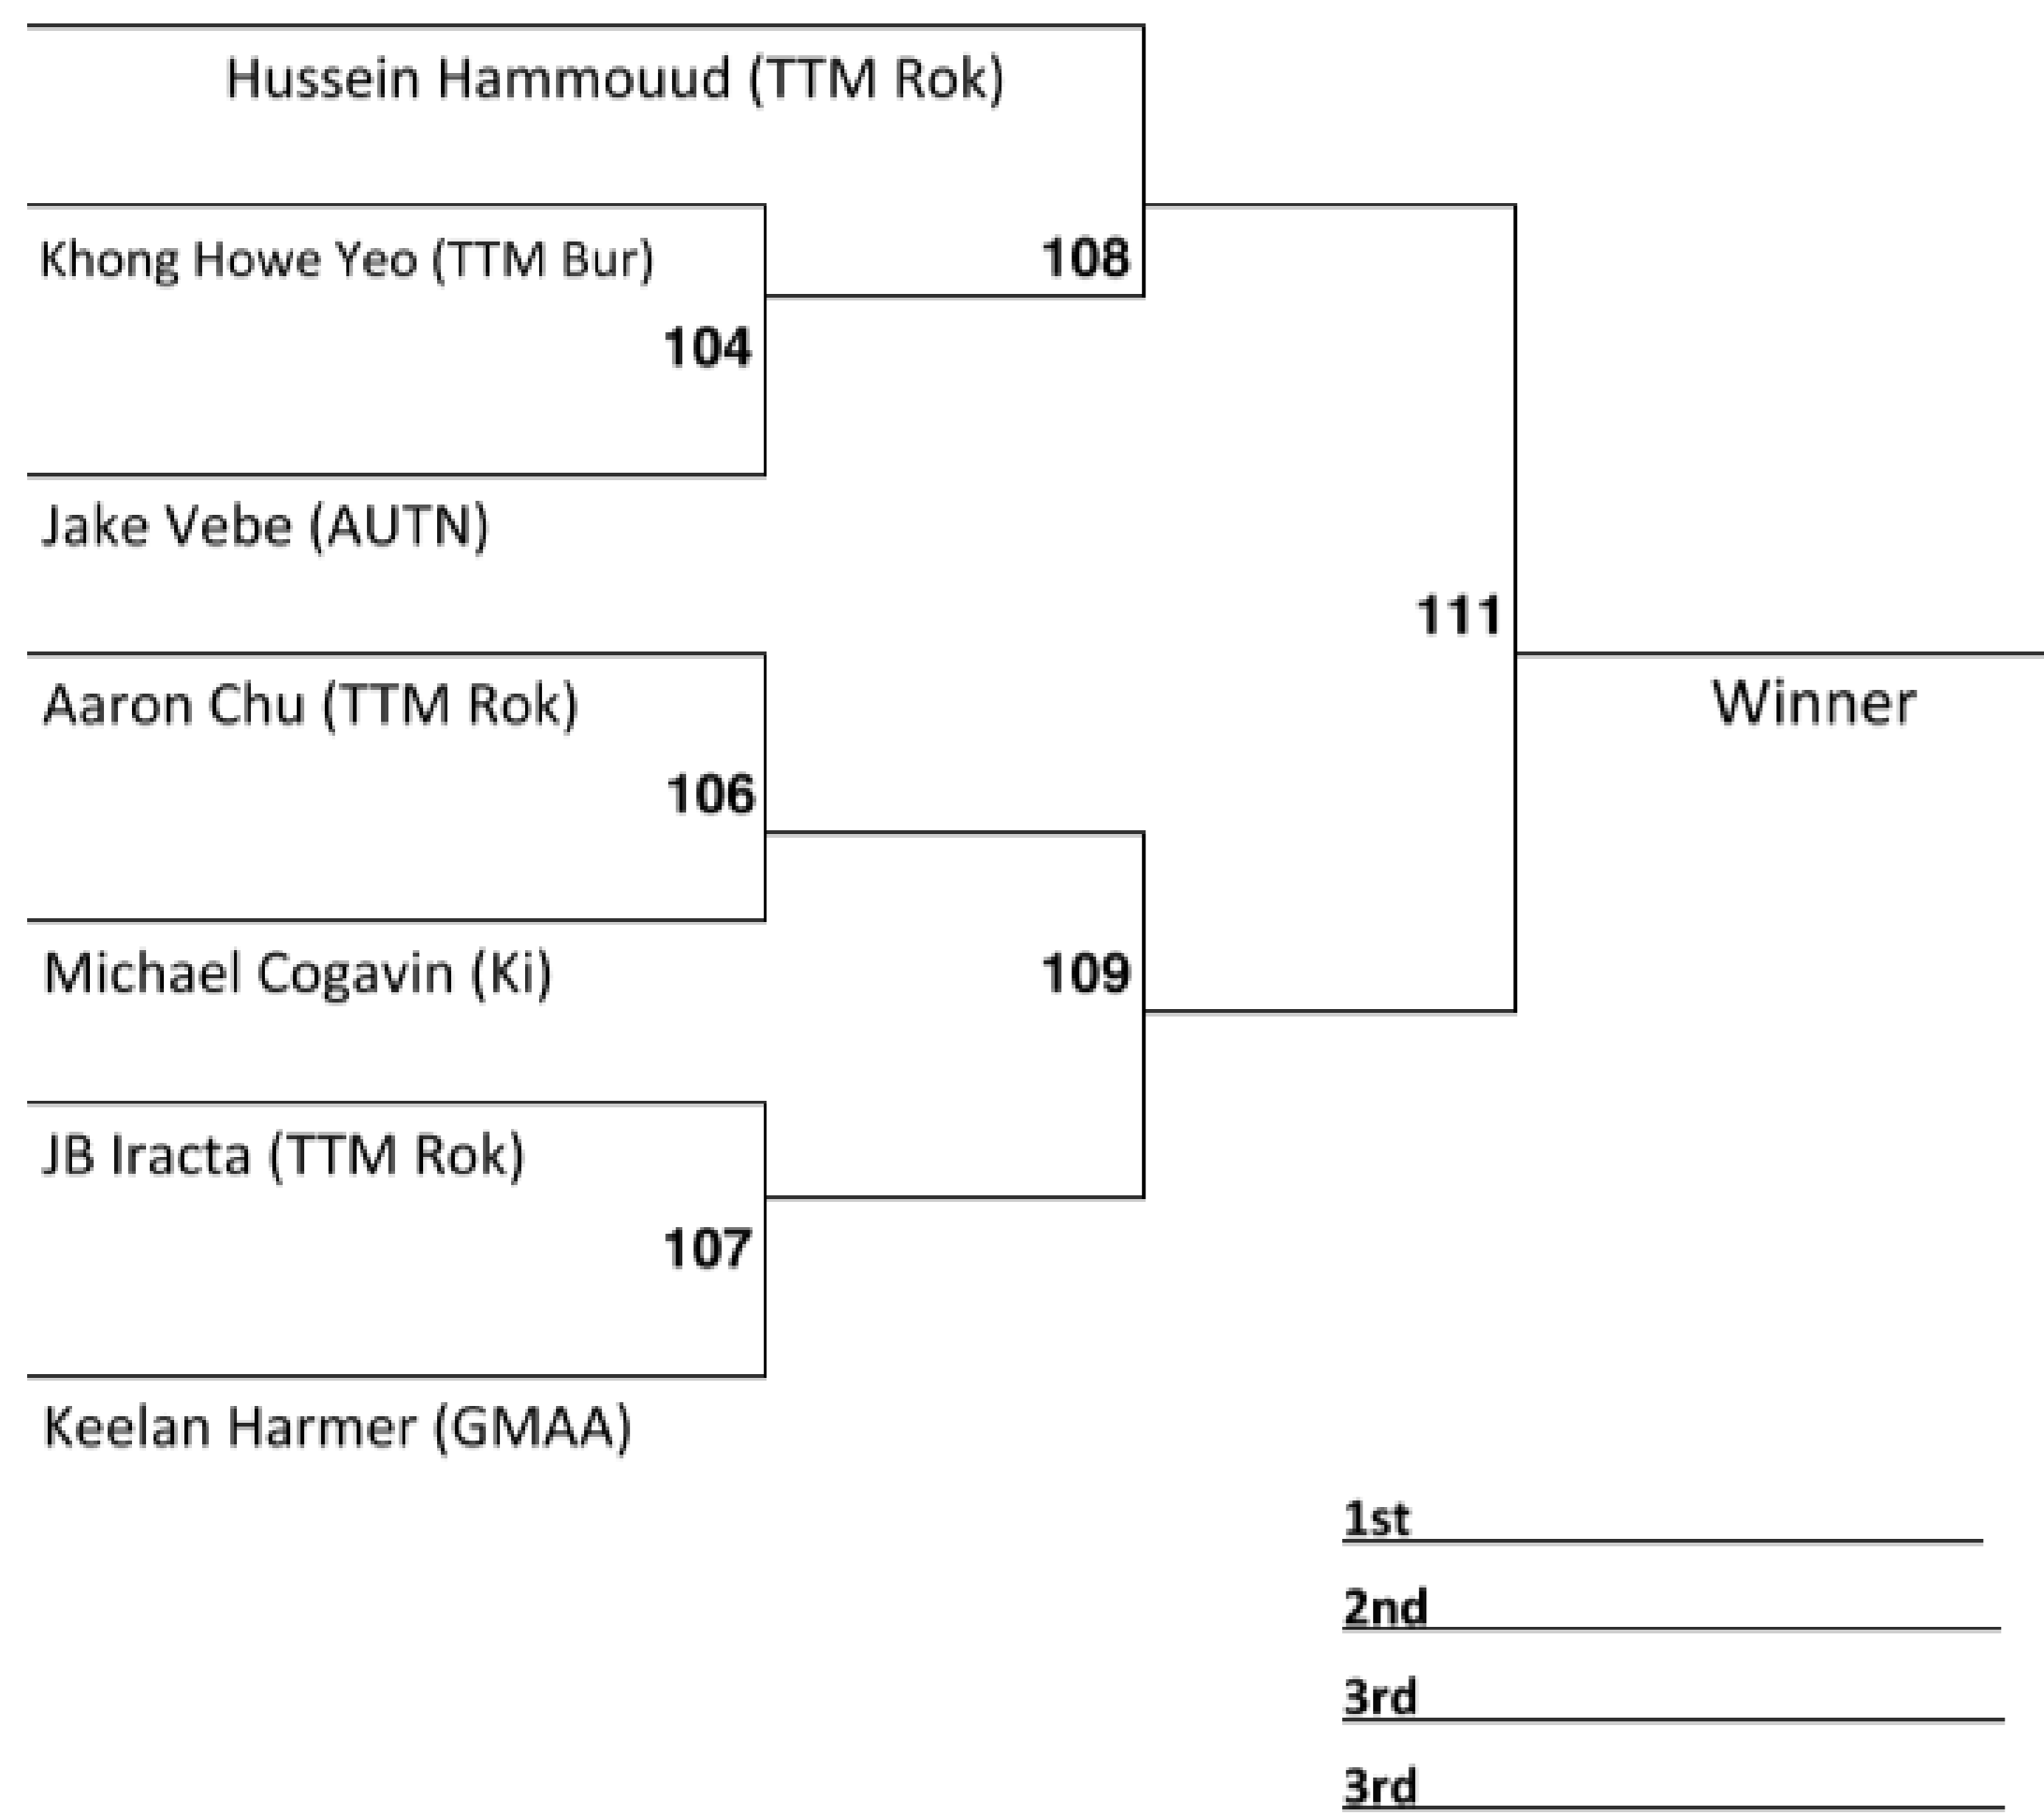 Hussein Hammouud (TTM Rok)
Khong Howe Yeo (TTM Bur)
108
104
Jake Vebe (AUTN)
111
Aaron Chu (TTM Rok)
Winner
106
Michael Cogavin (Ki)
109
JB Iracta (TTM Rok)
107
Keelan Harmer (GMAA)
1st
2nd
3rd
3rd